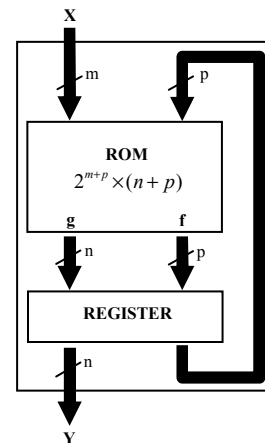 X
m p
ROM
2^{m+p} × (n + p)
g f
n p
REGISTER
n
Y